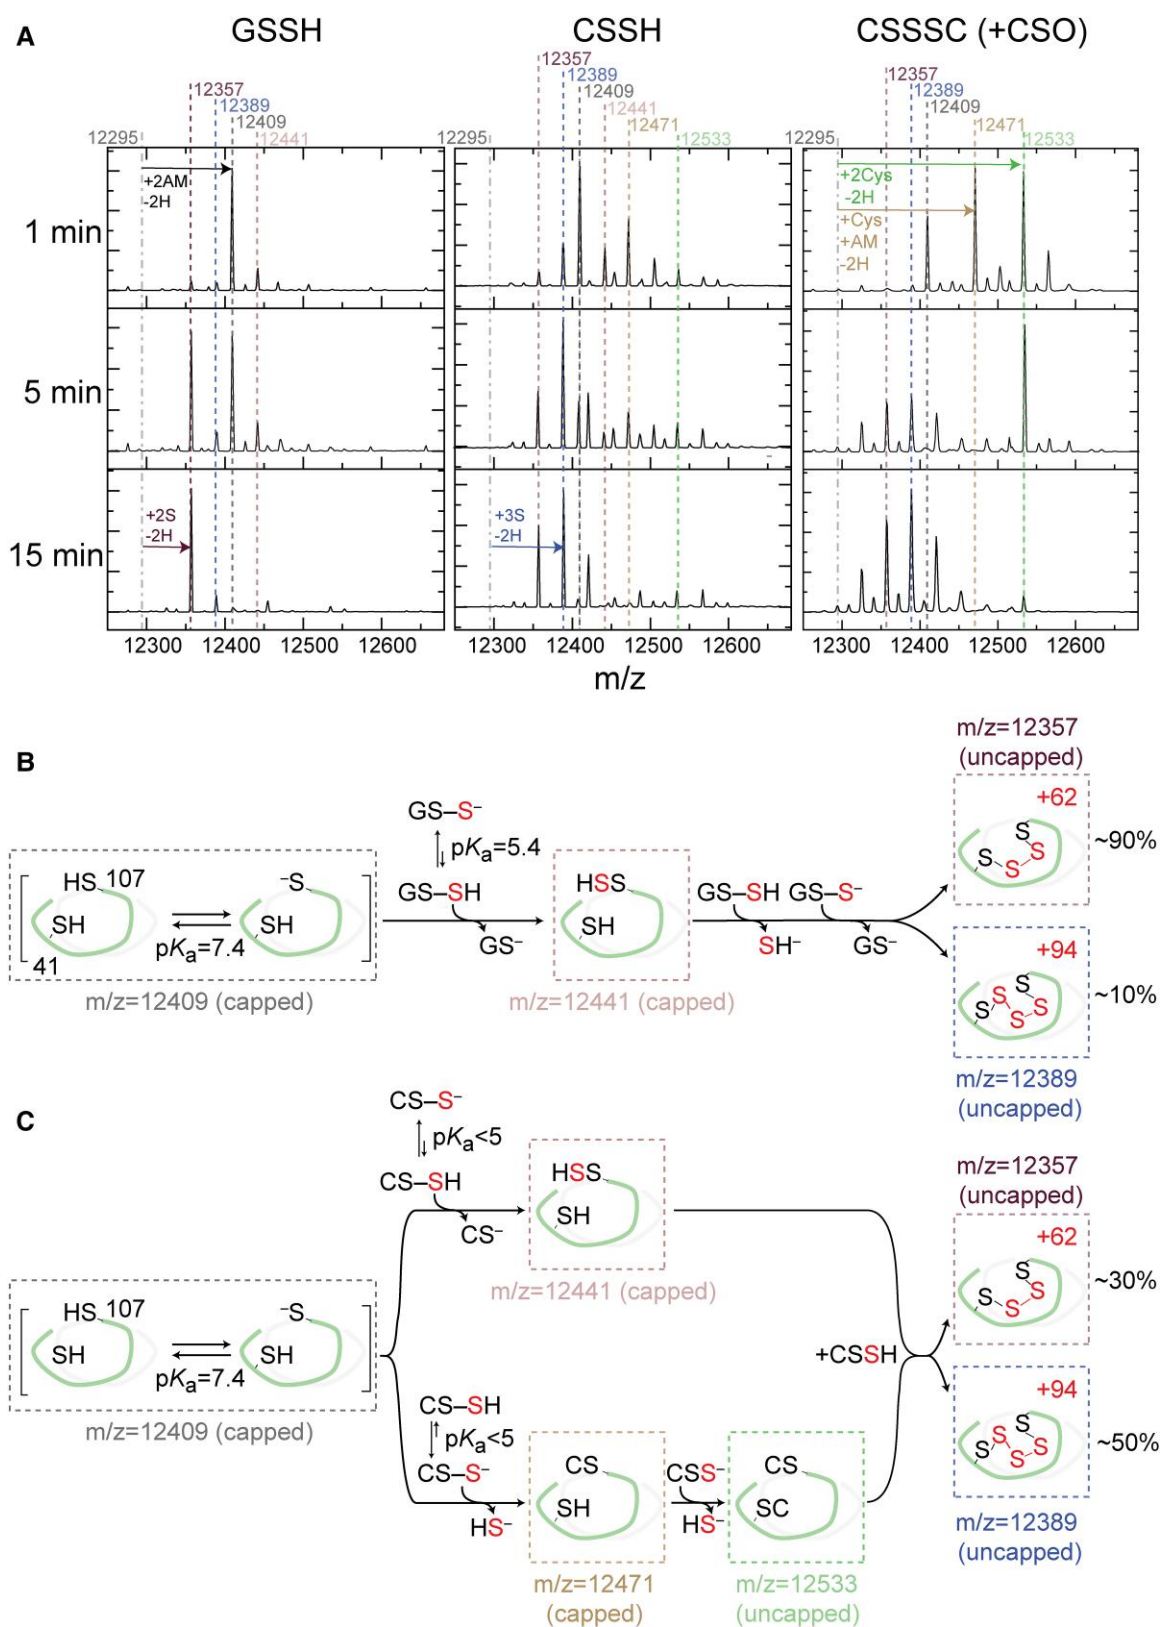 A
GSSH
CSSH
CSSSC (+CSO)
12357
12389
12409
12441
12295
12357
12389
12409
12441
12471
12533
12295
12357
12389
12409
12471
12533
12295
1 min
+2AM
-2H
+2Cys
-2H
+Cys
+AM
-2H
5 min
15 min
+2S
-2H
+3S
-2H
12300 12400 12500 12600
12300 12400 12500 12600
12300 12400 12500 12600
m/z
B
HS 107
SH
41
pKa=7.4
⁻S
SH
m/z=12409 (capped)
GS–S⁻
pKa=5.4
GS–SH
GS⁻
HSS
SH
m/z=12441 (capped)
GS–SH
SH⁻
GS–S⁻
GS⁻
m/z=12357
(uncapped)
+62
S
S S S
~90%
+94
S
S S S S
~10%
m/z=12389
(uncapped)
C
HS 107
SH
pKa=7.4
⁻S
SH
m/z=12409 (capped)
CS–S⁻
pKa<5
CS–SH
CS⁻
HSS
SH
m/z=12441 (capped)
CS–SH
pKa<5
CS–S⁻
HS⁻
CS
SH
m/z=12471
(capped)
CSS⁻
HS⁻
CS
SC
m/z=12533
(uncapped)
+CSSH
m/z=12357
(uncapped)
+62
S
S S S
~30%
+94
S
S S S S
~50%
m/z=12389
(uncapped)